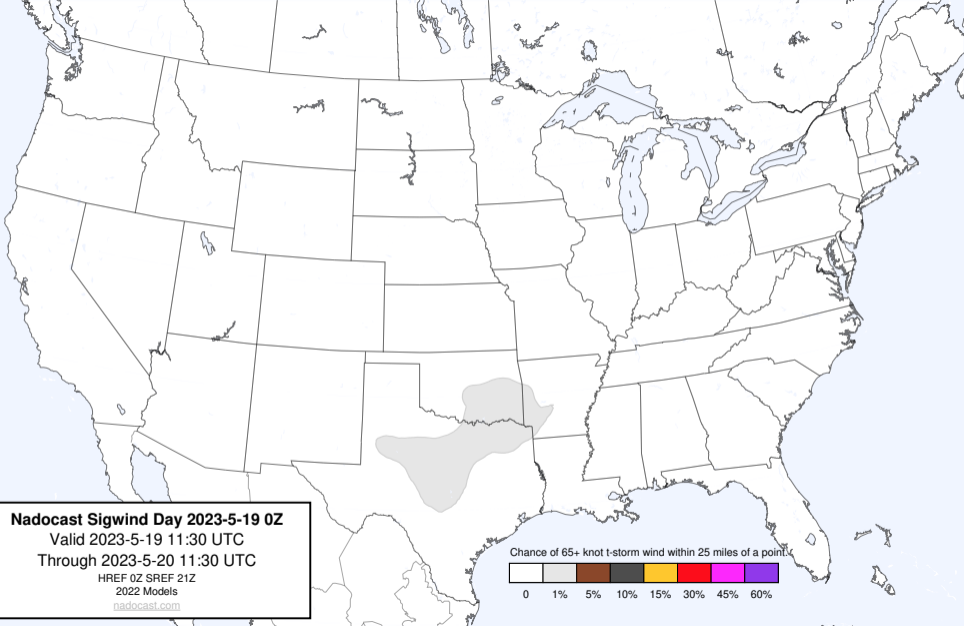 Nadocast Sigwind Day 2023-5-19 0Z
Valid 2023-5-19 11:30 UTC
Through 2023-5-20 11:30 UTC
HREF 0Z SREF 21Z
2022 Models
nadocast.com
Chance of 65+ knot t-storm wind within 25 miles of a point.
0 1% 5% 10% 15% 30% 45% 60%